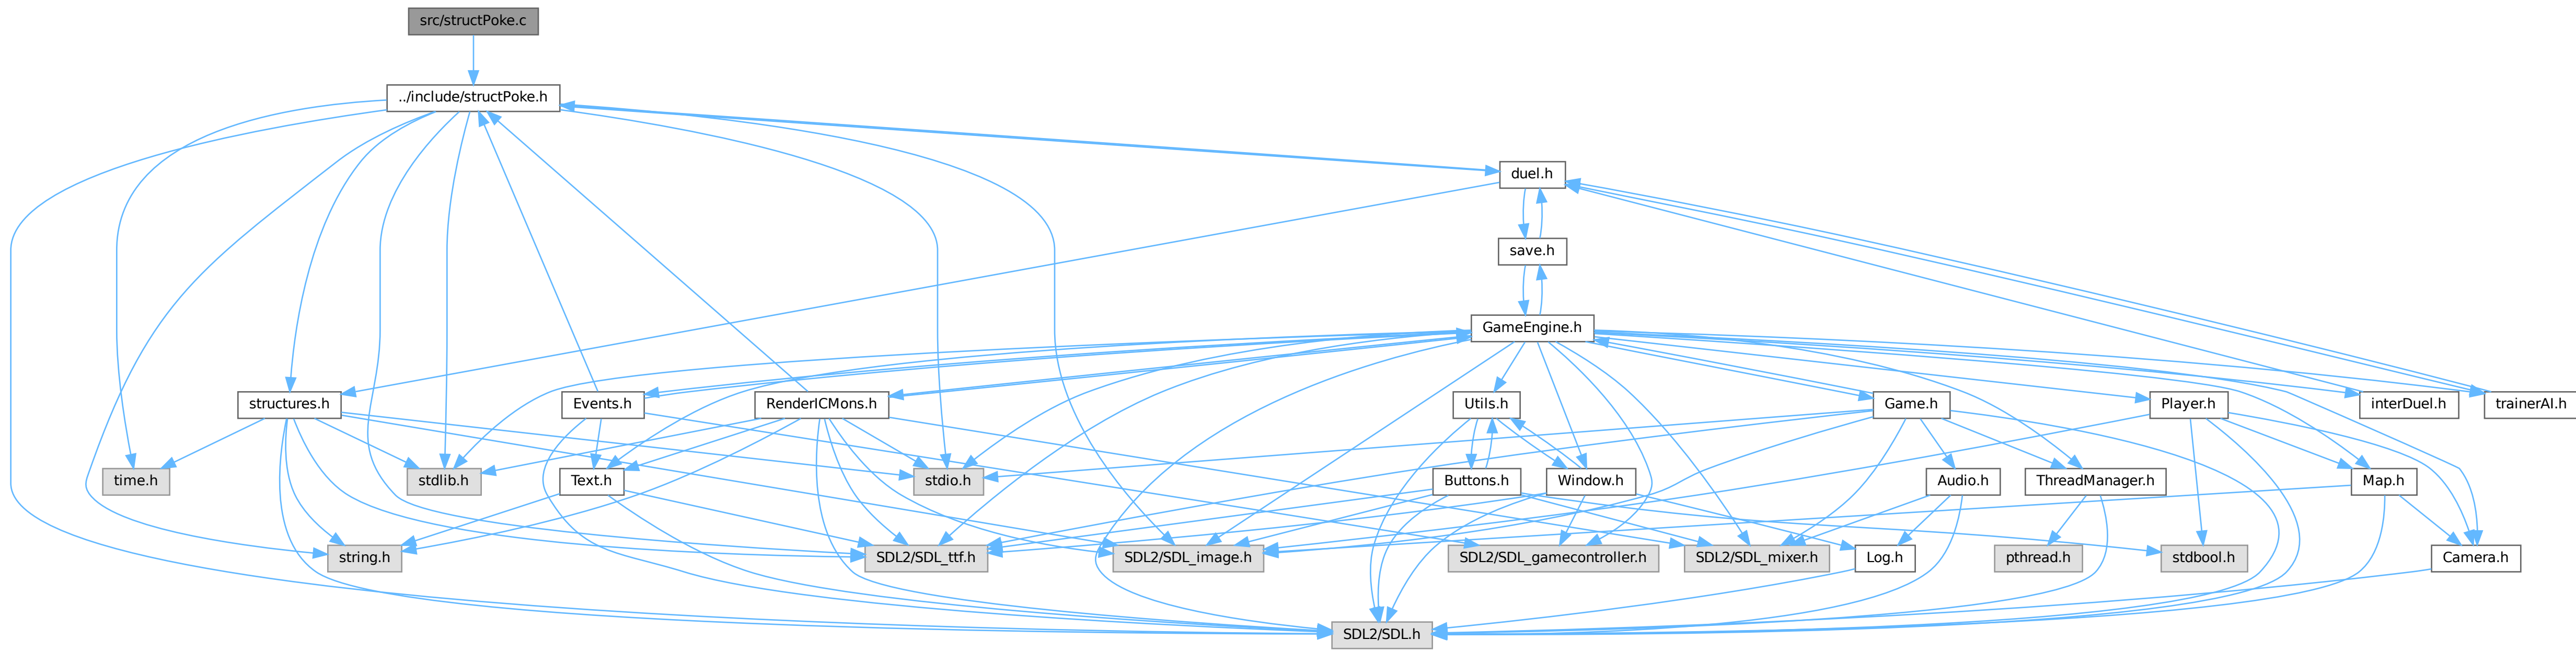 src/structPoke.c
../include/structPoke.h
duel.h
save.h
GameEngine.h
structures.h
Events.h
RenderICMons.h
Utils.h
Game.h
Player.h
interDuel.h
trainerAI.h
time.h
stdlib.h
Text.h
stdio.h
Buttons.h
Window.h
Audio.h
ThreadManager.h
Map.h
string.h
SDL2/SDL_ttf.h
SDL2/SDL_image.h
SDL2/SDL_gamecontroller.h
SDL2/SDL_mixer.h
Log.h
pthread.h
stdbool.h
Camera.h
SDL2/SDL.h